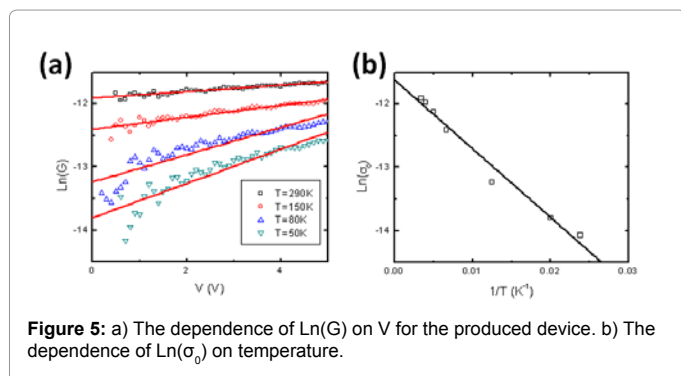 (a)
(b)
-12
-13
-14
Ln(G)
0
2
4
V (V)
T=290K
T=150K
T=80K
T=50K
-12
-13
-14
Ln(σ₀)
0.00
0.01
0.02
0.03
1/T (K⁻¹)
Figure 5: a) The dependence of Ln(G) on V for the produced device. b) The
dependence of Ln(σ₀) on temperature.